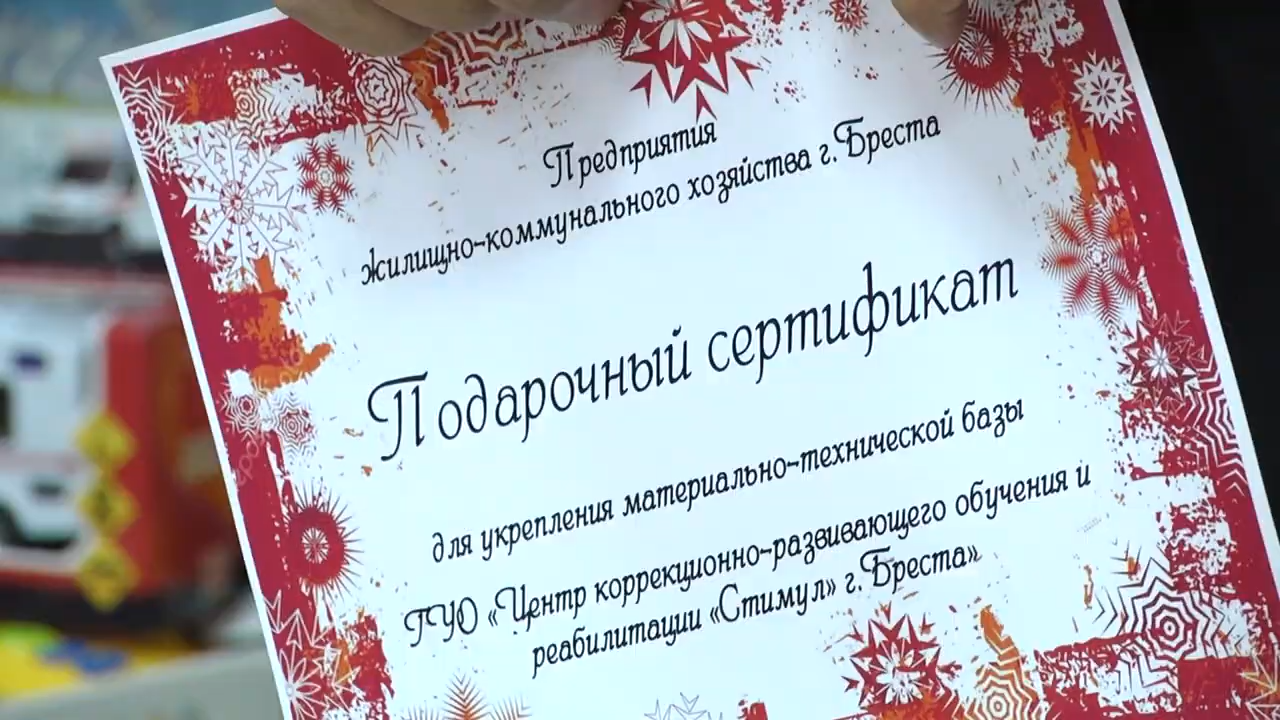 Предприятия
жилищно-коммунального хозяйства г.Бреста
Подарочный сертификат
для укрепления материально-технической базы
ГУО «Центр коррекционно-развивающего обучения и
реабилитации «Стимул» г.Бреста»